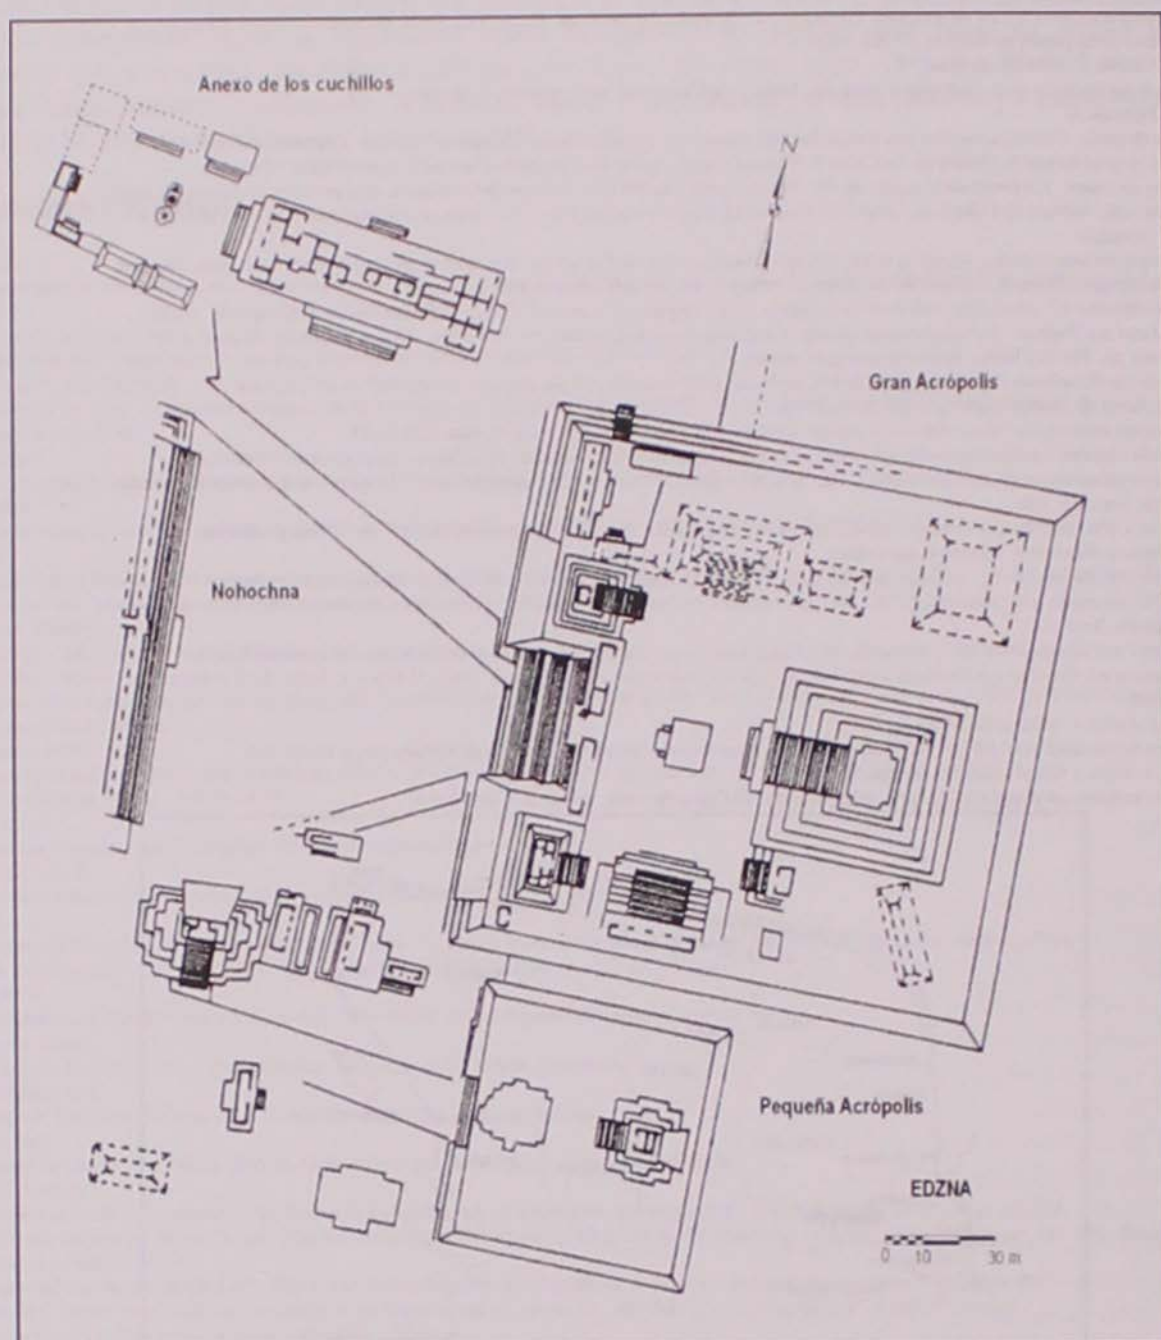 Anexo de los cuchillos
N
Gran Acrópolis
Nohochna
Pequeña Acrópolis
EDZNA
0 10 30 m